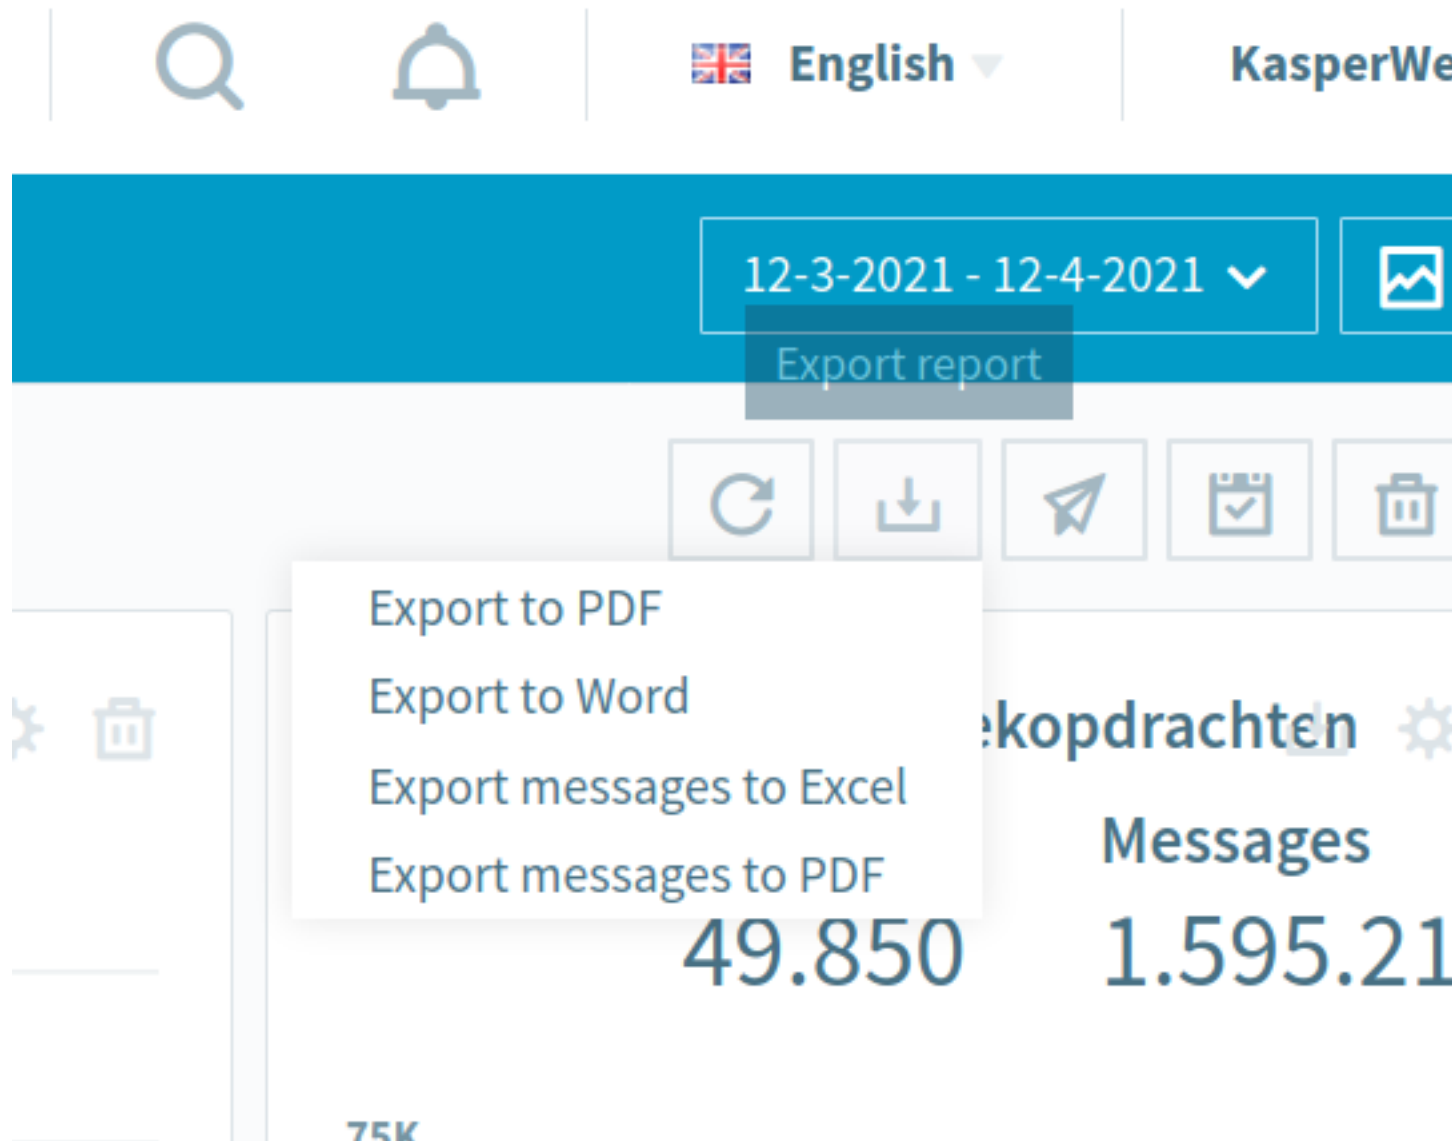 English
KasperWe
12-3-2021 - 12-4-2021
Export report
Export to PDF
Export to Word
Export messages to Excel
Export messages to PDF
ekopdrachten
Messages
49.850
1.595.21
75K